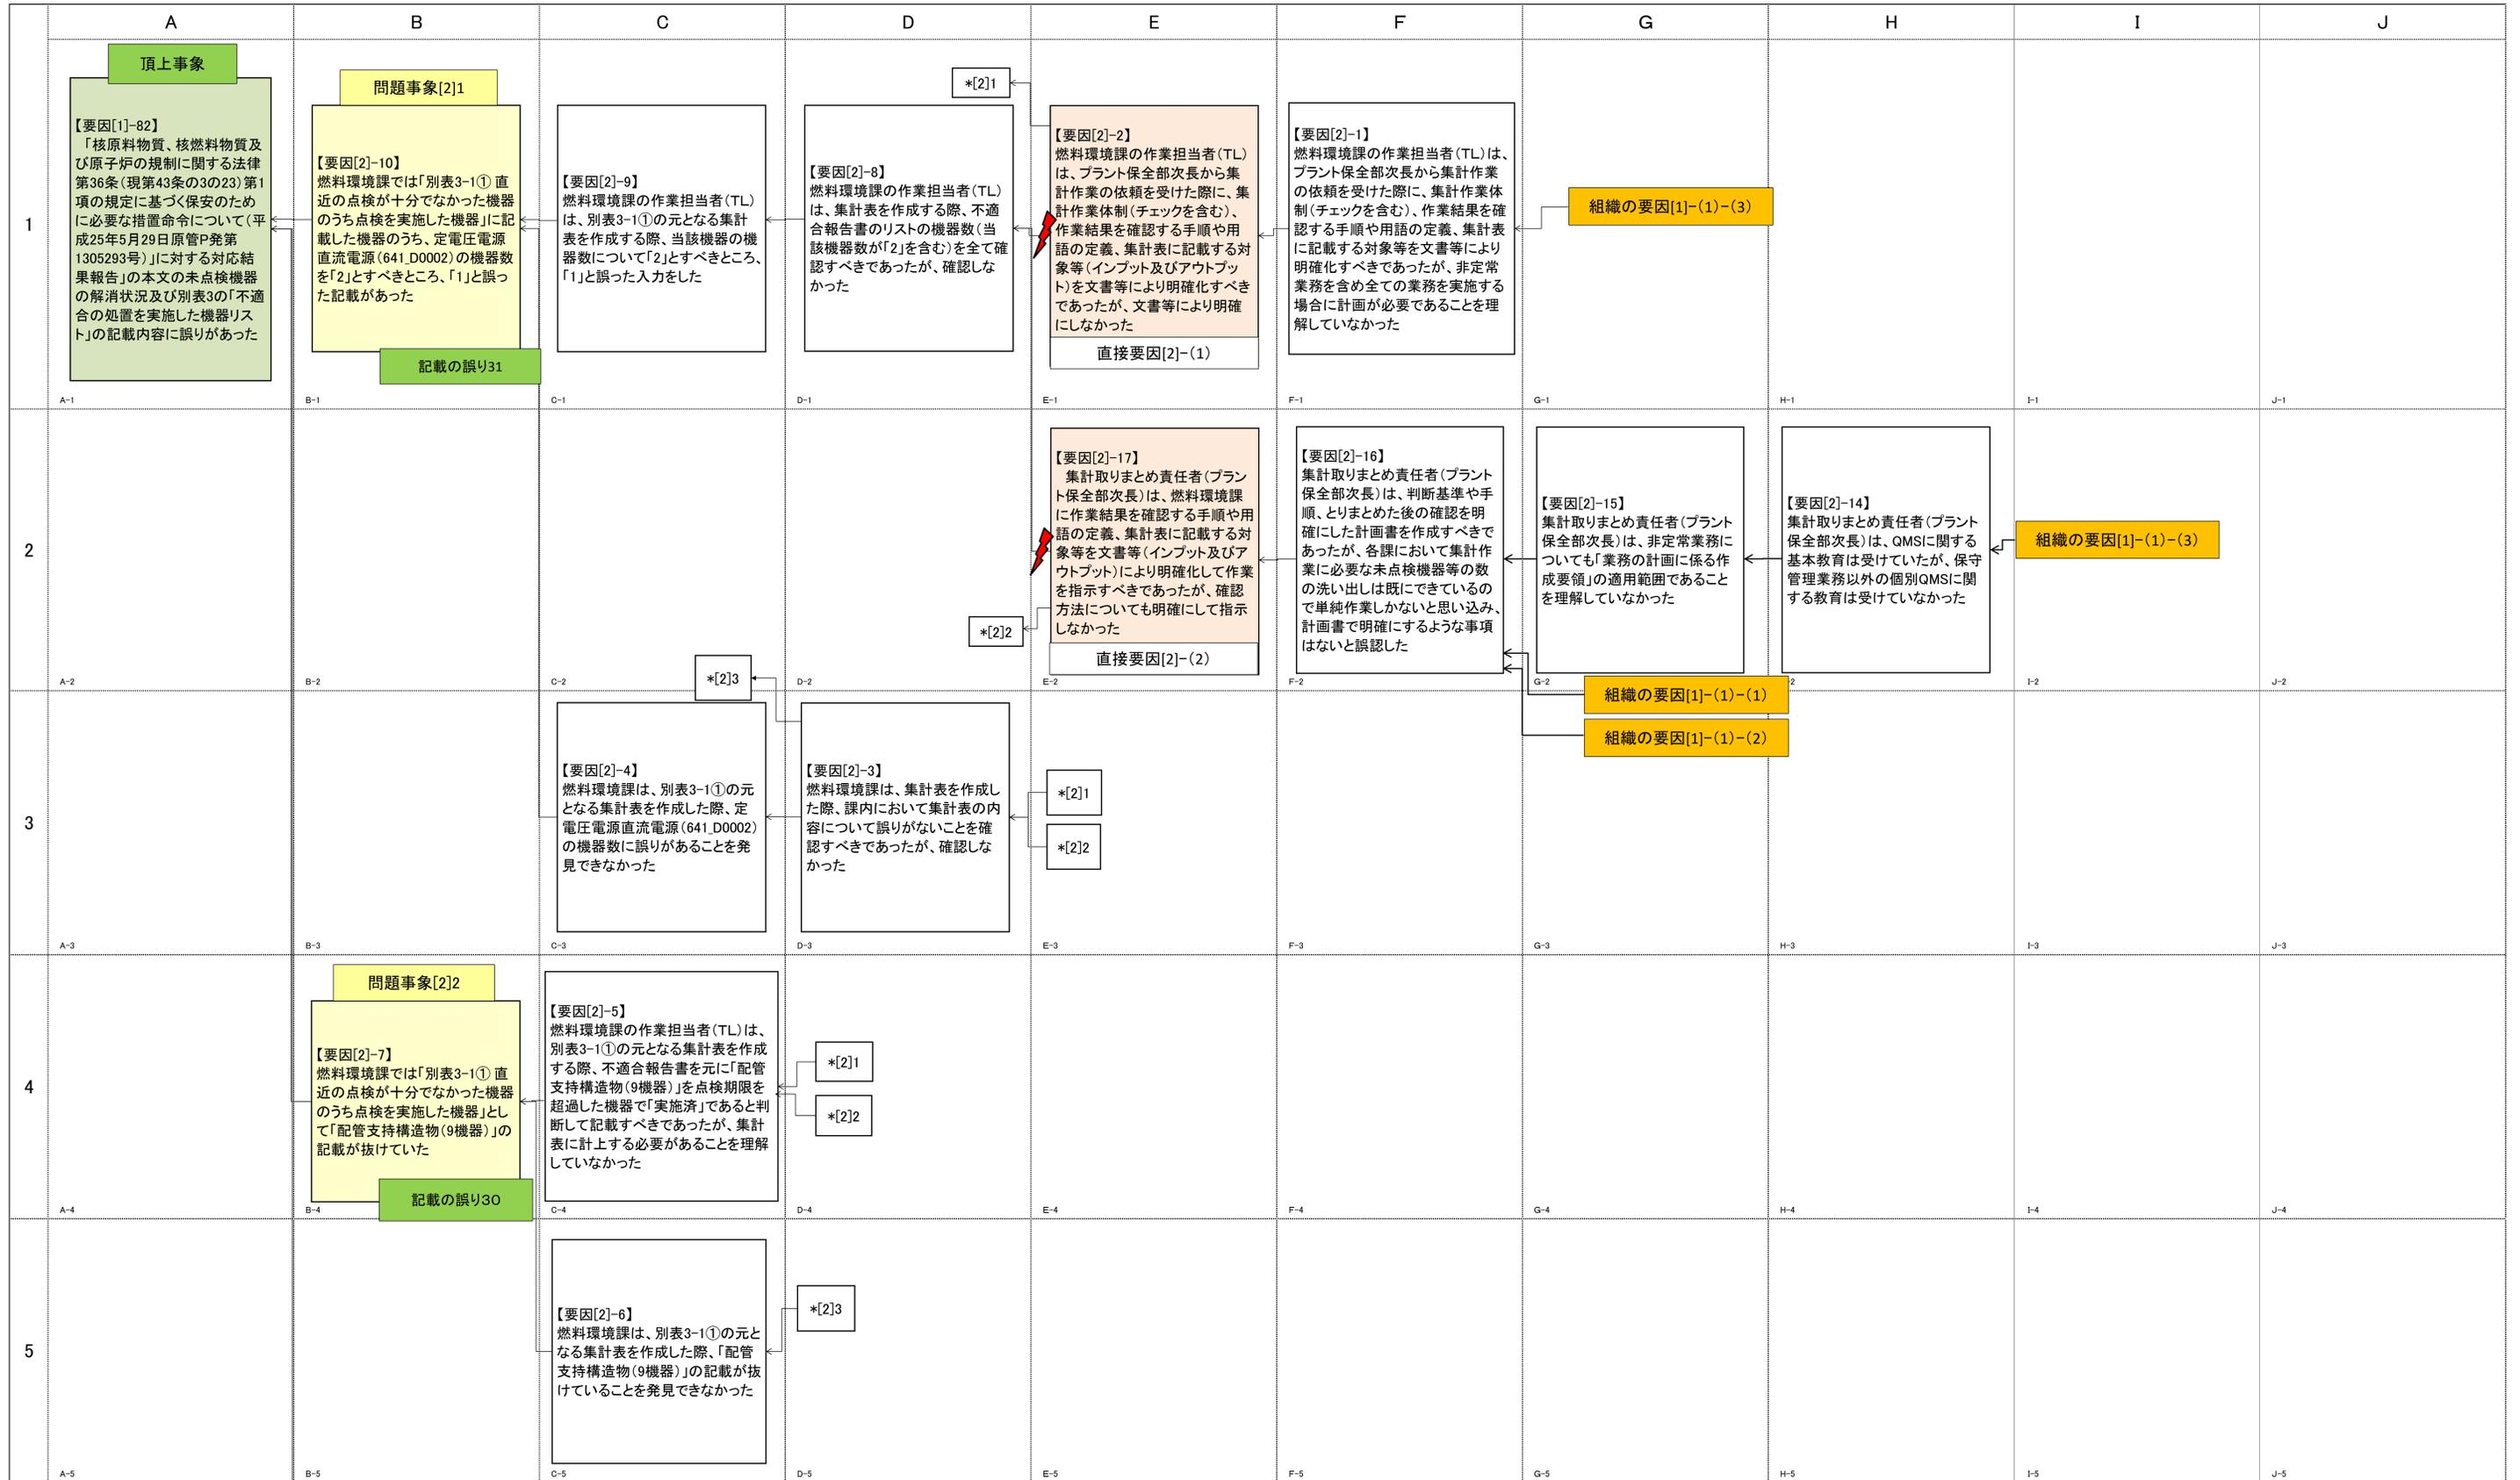 A
B
C
D
E
F
G
H
I
J
1
頂上事象
【要因[1]-82】
「核原料物質、核燃料物質及
び原子炉の規制に関する法律
第36条（現第43条の3の23）第1
項の規定に基づく保安のため
に必要な措置命令について（平
成25年5月29日原管P発第
1305293号）」に対する対応結
果報告」の本文の未点検機器
の解消状況及び別表3の「不適
合の処置を実施した機器リス
ト」の記載内容に誤りがあった
A-1
問題事象[2]1
【要因[2]-10】
燃料環境課では「別表3-1① 直
近の点検が十分でなかった機器
のうち点検を実施した機器」に記
載した機器のうち、定電圧電源
直流電源（641_D0002）の機器数
を「2」とすべきところ、「1」と誤っ
た記載があった
記載の誤り31
B-1
【要因[2]-9】
燃料環境課の作業担当者（TL）
は、別表3-1①の元となる集計
表を作成する際、当該機器の機
器数について「2」とすべきところ、
「1」と誤った入力をした
C-1
*[2]1
【要因[2]-8】
燃料環境課の作業担当者（TL）
は、集計表を作成する際、不適
合報告書のリストの機器数（当
該機器数が「2」を含む）を全て確
認すべきであったが、確認しな
かった
D-1
【要因[2]-2】
燃料環境課の作業担当者（TL）
は、プラント保全部次長から集
計作業の依頼を受けた際に、集
計作業体制（チェックを含む）、
作業結果を確認する手順や用
語の定義、集計表に記載する対
象等（インプット及びアウトプッ
ト）を文書等により明確化すべき
であったが、文書等により明確
にしなかった
直接要因[2]-(1)
E-1
【要因[2]-1】
燃料環境課の作業担当者（TL）は、
プラント保全部次長から集計作業
の依頼を受けた際に、集計作業体
制（チェックを含む）、作業結果を確
認する手順や用語の定義、集計表
に記載する対象等を文書等により
明確化すべきであったが、非定常
業務を含め全ての業務を実施する
場合に計画が必要であることを理
解していなかった
F-1
組織の要因[1]-(1)-(3)
G-1
H-1
I-1
J-1
2
A-2
B-2
*[2]3
C-2
*[2]2
D-2
【要因[2]-17】
集計取りまとめ責任者（プラン
ト保全部次長）は、燃料環境課
に作業結果を確認する手順や用
語の定義、集計表に記載する対
象等を文書等（インプット及びア
ウトプット）により明確化して作業
を指示すべきであったが、確認
方法についても明確にして指示
しなかった
直接要因[2]-(2)
E-2
【要因[2]-16】
集計取りまとめ責任者（プラント
保全部次長）は、判断基準や手
順、とりまとめた後の確認を明
確にした計画書を作成すべきで
あったが、各課において集計作
業に必要な未点検機器等の数
の洗い出しは既にできているの
で単純作業しかないと思い込み、
計画書で明確にするような事項
はないと誤認した
F-2
【要因[2]-15】
集計取りまとめ責任者（プラント
保全部次長）は、非定常業務に
ついても「業務の計画に係る作
成要領」の適用範囲であること
を理解していなかった
G-2
【要因[2]-14】
集計取りまとめ責任者（プラント
保全部次長）は、QMSに関する
基本教育は受けていたが、保守
管理業務以外の個別QMSに関
する教育は受けていなかった
-2
組織の要因[1]-(1)-(3)
I-2
J-2
組織の要因[1]-(1)-(1)
組織の要因[1]-(1)-(2)
3
A-3
B-3
【要因[2]-4】
燃料環境課は、別表3-1①の元
となる集計表を作成した際、定
電圧電源直流電源（641_D0002）
の機器数に誤りがあることを発
見できなかった
C-3
【要因[2]-3】
燃料環境課は、集計表を作成し
た際、課内において集計表の内
容について誤りがないことを確
認すべきであったが、確認しな
かった
D-3
*[2]1
*[2]2
E-3
F-3
G-3
H-3
I-3
J-3
4
A-4
問題事象[2]2
【要因[2]-7】
燃料環境課では「別表3-1① 直
近の点検が十分でなかった機器
のうち点検を実施した機器」とし
て「配管支持構造物（9機器）」の
記載が抜けていた
記載の誤り30
B-4
【要因[2]-5】
燃料環境課の作業担当者（TL）は、
別表3-1①の元となる集計表を作成
する際、不適合報告書を元に「配管
支持構造物（9機器）」を点検期限を
超過した機器で「実施済」であると判
断して記載すべきであったが、集計
表に計上する必要があることを理解
していなかった
C-4
*[2]1
*[2]2
D-4
E-4
F-4
G-4
H-4
I-4
J-4
5
A-5
B-5
【要因[2]-6】
燃料環境課は、別表3-1①の元と
なる集計表を作成した際、「配管
支持構造物（9機器）」の記載が抜
けていることを発見できなかった
C-5
*[2]3
D-5
E-5
F-5
G-5
H-5
I-5
J-5